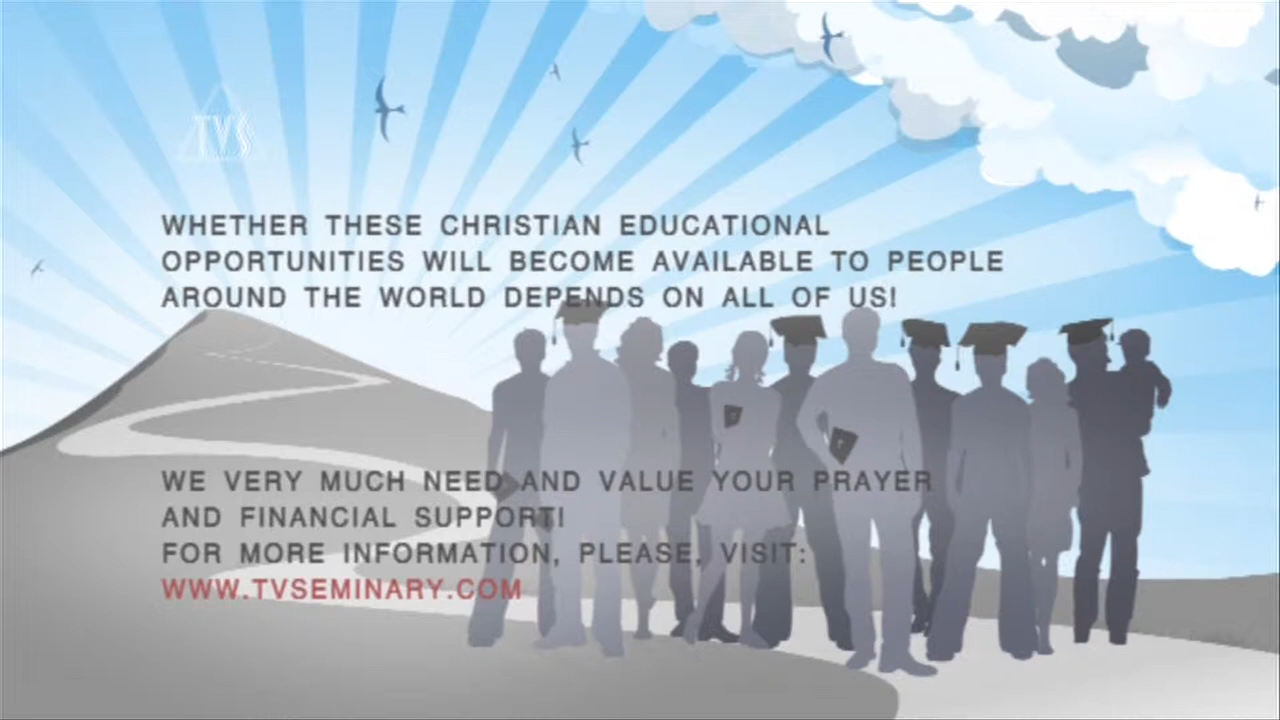 TVS
WHETHER THESE CHRISTIAN EDUCATIONAL
OPPORTUNITIES WILL BECOME AVAILABLE TO PEOPLE
AROUND THE WORLD DEPENDS ON ALL OF US!
WE VERY MUCH NEED AND VALUE YOUR PRAYER
AND FINANCIAL SUPPORT!
FOR MORE INFORMATION, PLEASE, VISIT:
WWW.TVSEMINARY.COM